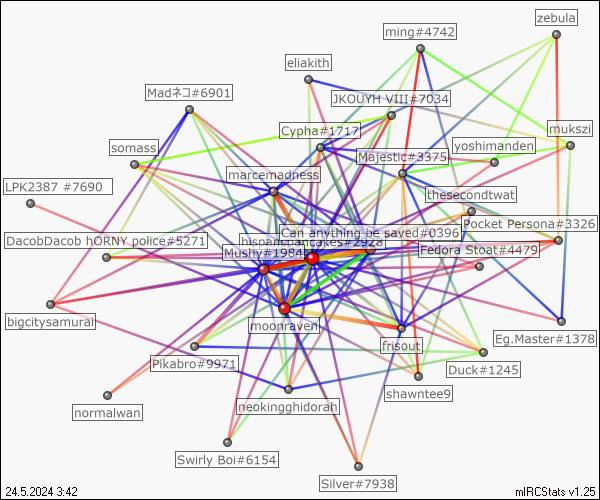 zebula
ming#4742
eliakith
Madネコ#6901
JKOUYH VIII#7034
Cypha#1717
mukszi
somass
yoshimanden
Majestic#3375
marcemadness
LPK2387 #7690
thesecondtwat
Pocket Persona#3326
Can anything be saved#0396
DacobDacob hORNY police#5271
hispanchancakes#2928
Mushy#1984
Fedora Stoat#4479
bigcitysamurai
moonraven
Eg.Master#1378
frisout
Pikabro#9971
Duck#1245
shawntee9
neokingghidorah
normalwan
Swirly Boi#6154
Silver#7938
24.5.2024 3:42
mIRCStats v1.25